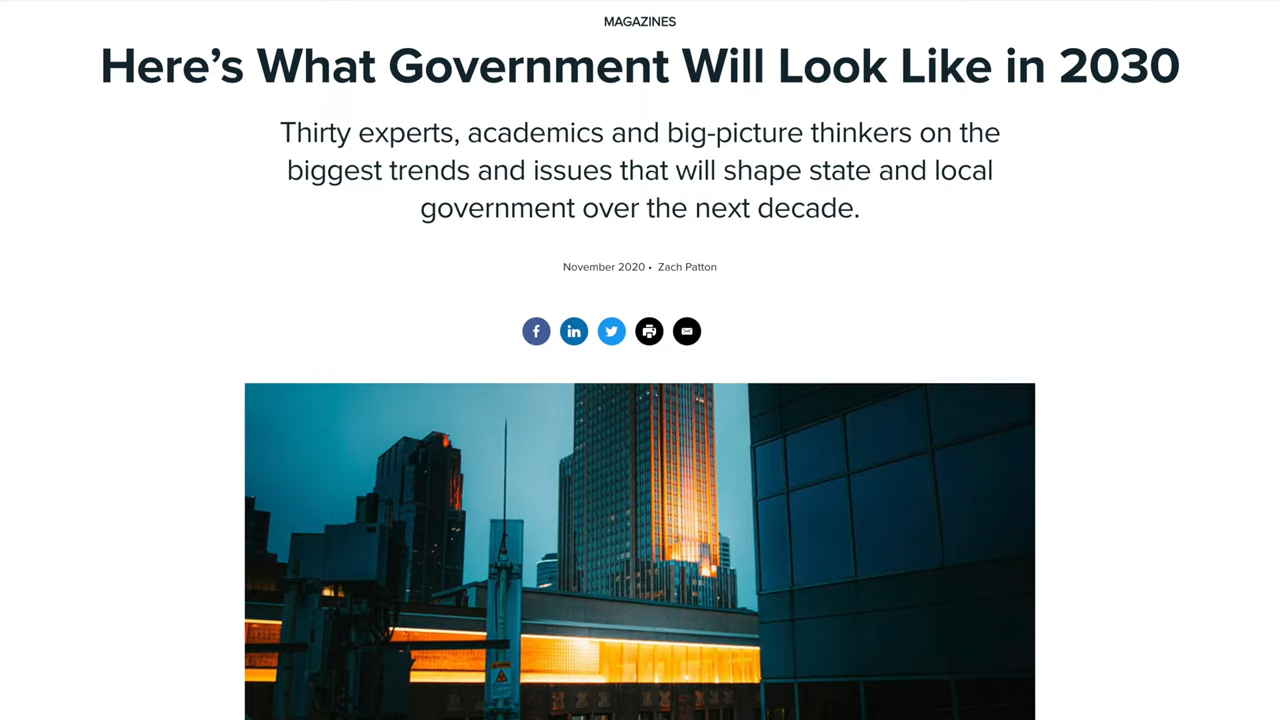 MAGAZINES
Here’s What Government Will Look Like in 2030
Thirty experts, academics and big-picture thinkers on the
biggest trends and issues that will shape state and local
government over the next decade.
November 2020 • Zach Patton